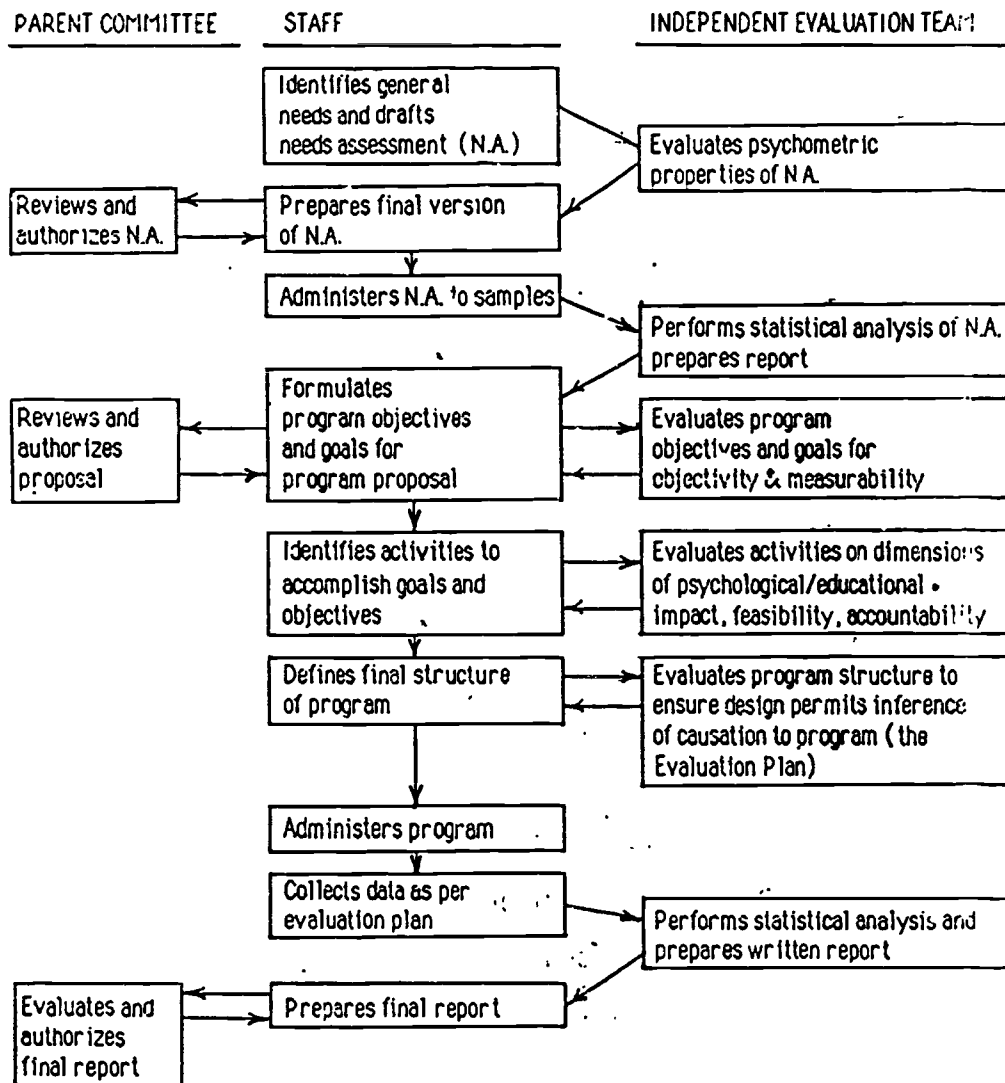 PARENT COMMITTEE
STAFF
INDEPENDENT EVALUATION TEAM
Identifies general
needs and drafts
needs assessment (N.A.)
Evaluates psychometric
properties of N.A.
Reviews and
authorizes N.A.
Prepares final version
of N.A.
Administers N.A. to samples
Performs statistical analysis of N.A.
prepares report
Formulates
program objectives
and goals for
program proposal
Reviews and
authorizes
proposal
Evaluates program
objectives and goals for
objectivity & measurability
Identifies activities to
accomplish goals and
objectives
Evaluates activities on dimensions
of psychological/educational
impact, feasibility, accountability
Defines final structure
of program
Evaluates program structure to
ensure design permits inference
of causation to program (the
Evaluation Plan)
Administers program
Collects data as per
evaluation plan
Performs statistical analysis and
prepares written report
Prepares final report
Evaluates and
authorizes
final report